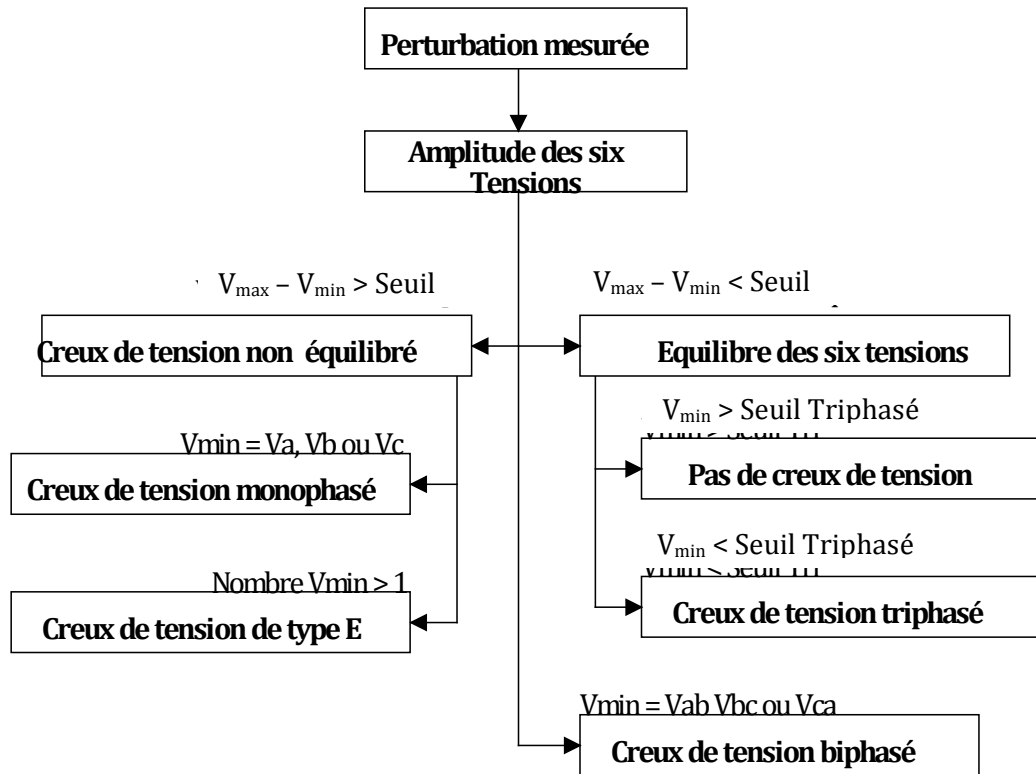 Perturbation mesurée
Amplitude des six
Tensions
Vmax – Vmin > Seuil
Vmax – Vmin < Seuil
Creux de tension non équilibré
Equilibre des six tensions
Vmin > Seuil Triphasé
Vmin = Va, Vb ou Vc
Creux de tension monophasé
Pas de creux de tension
Vmin < Seuil Triphasé
Nombre Vmin > 1
Creux de tension de type E
Creux de tension triphasé
Vmin = Vab Vbc ou Vca
Creux de tension biphasé